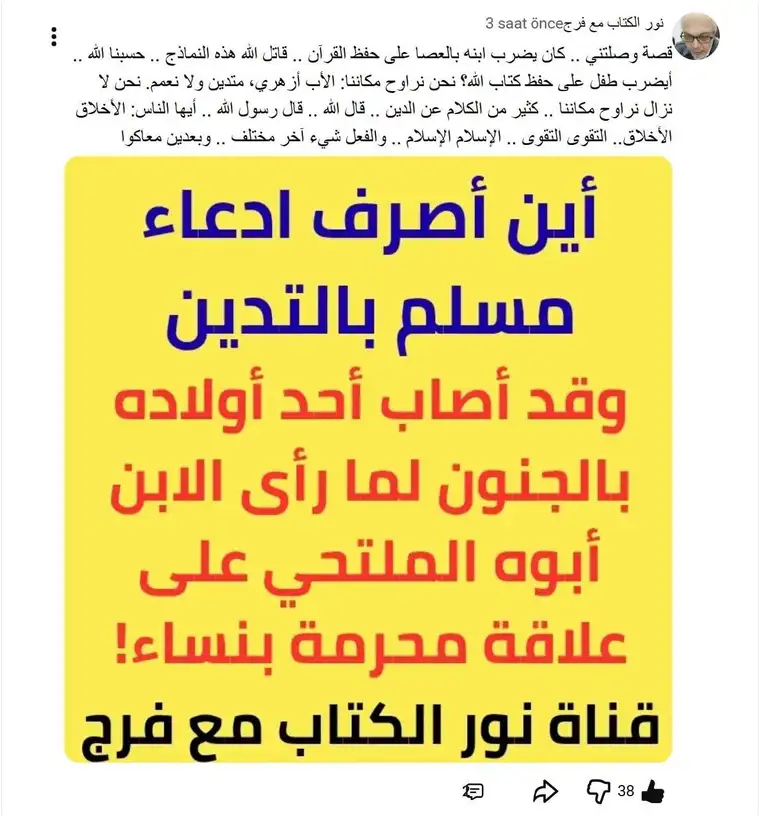 نور الكتاب مع فرج 3 saat önce
قصة وصلتني .. كان يضرب ابنه بالعصا على حفظ القرآن .. قاتل الله هذه النماذج .. حسبنا الله ..
أيضرب طفل على حفظ كتاب الله؟ نحن نراوح مكاننا: الأب أزهري، متدين ولا نعمم. نحن لا
نزال نراوح مكاننا .. كثير من الكلام عن الدين .. قال الله .. قال رسول الله .. أيها الناس: الأخلاق
الأخلاق.. التقوى التقوى .. الإسلام الإسلام .. والفعل شيء آخر مختلف .. وبعدين معاكوا
أين أصرف ادعاء
مسلم بالتدين
وقد أصاب أحد أولاده
بالجنون لما رأى الابن
أبوه الملتحي على
علاقة محرمة بنساء!
قناة نور الكتاب مع فرج
38